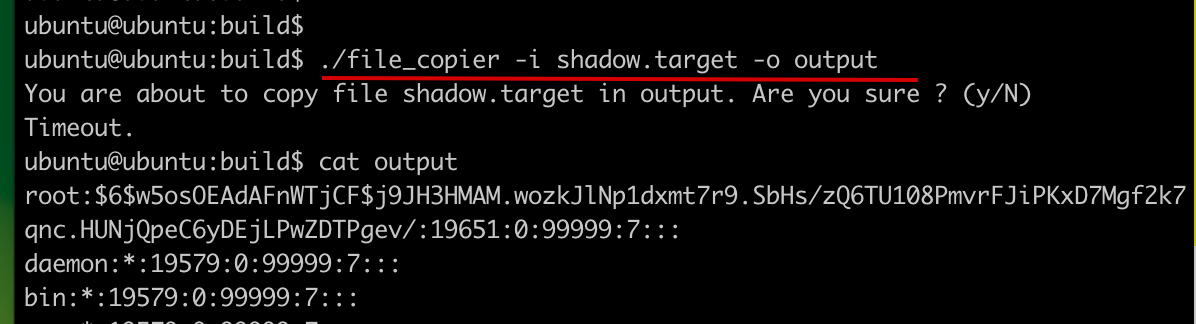 ubuntu@ubuntu:build$
ubuntu@ubuntu:build$ ./file_copier -i shadow.target -o output
You are about to copy file shadow.target in output. Are you sure ? (y/N)
Timeout.
ubuntu@ubuntu:build$ cat output
root:$6$w5osOEAdAFnWTjCF$j9JH3HMAM.wozkJlNp1dxmt7r9.SbHs/zQ6TU108PmvrFJiPKxD7Mgf2k7
qnc.HUNjQpeC6yDEjLPwZDTPgev/:19651:0:99999:7:::
daemon:*:19579:0:99999:7:::
bin:*:19579:0:99999:7:::